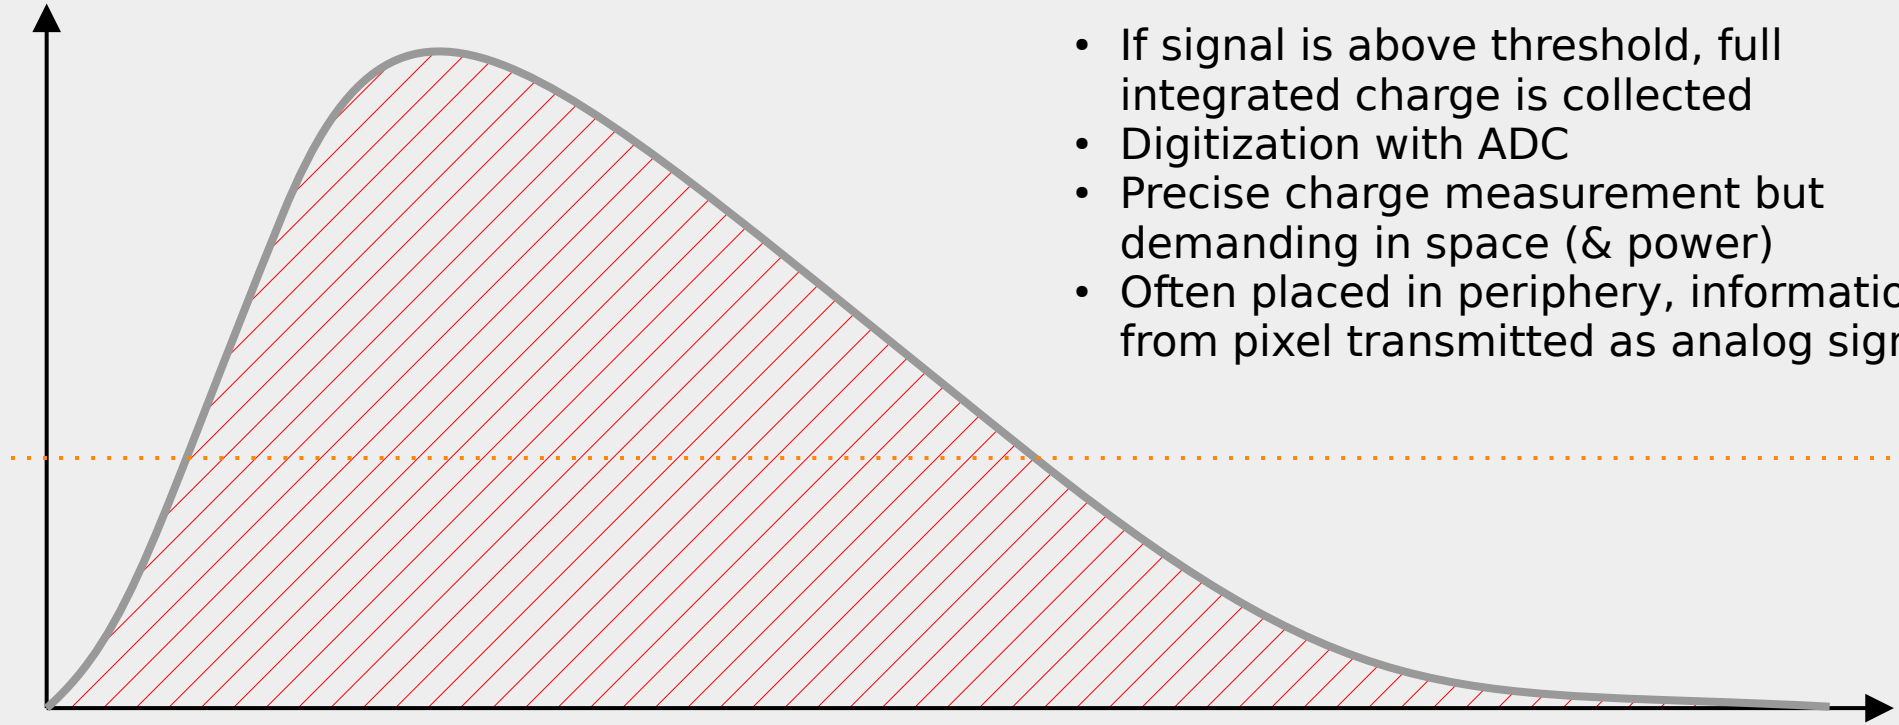 • If signal is above threshold, full
integrated charge is collected
• Digitization with ADC
• Precise charge measurement but
demanding in space (& power)
• Often placed in periphery,
from pixel transmitted as analog